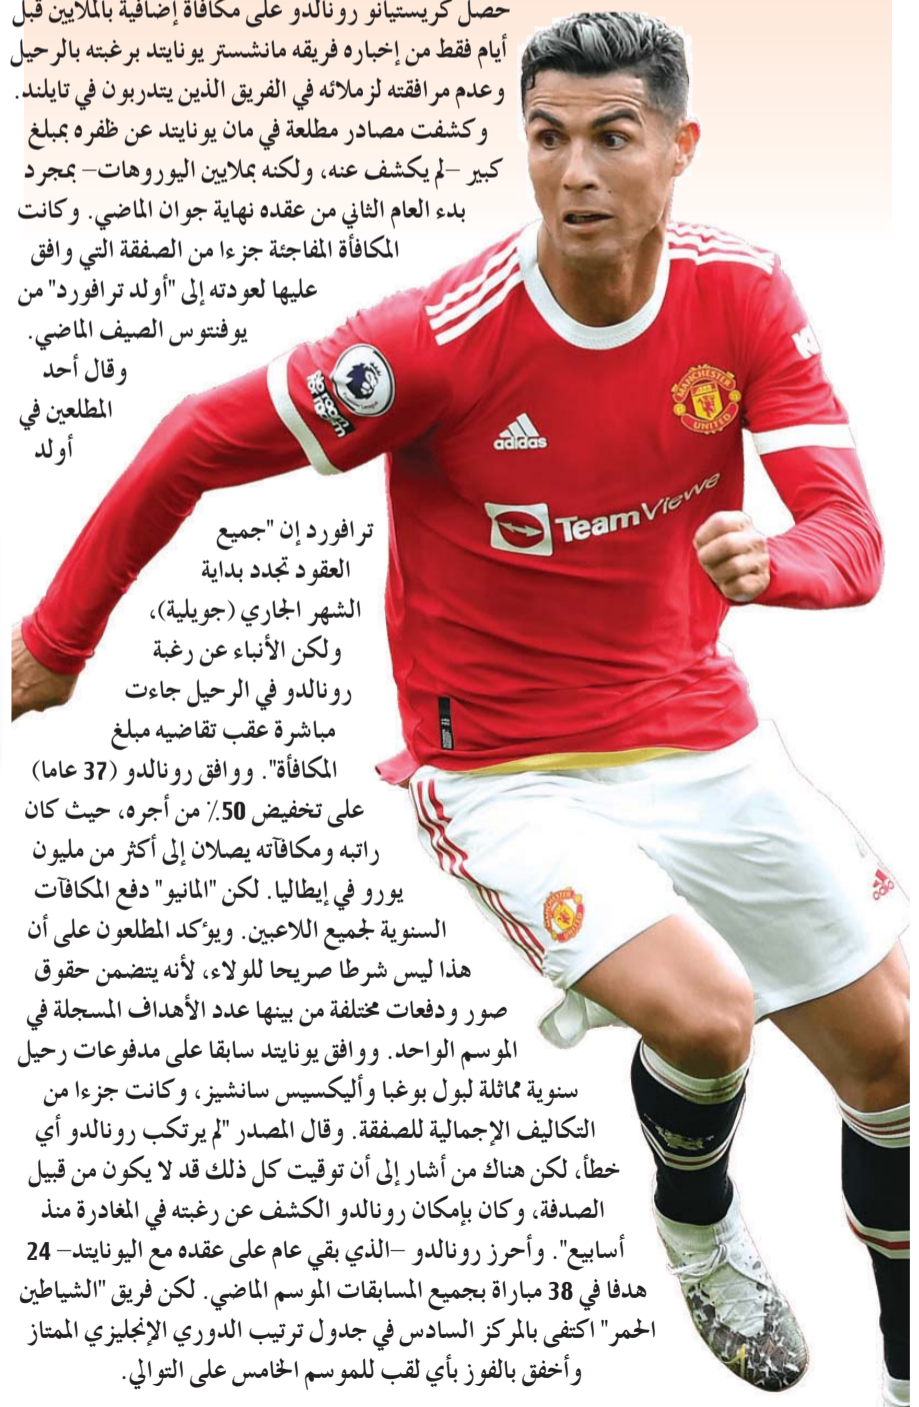 حصل كريستيانو رونالدو على مكافأة إضافية بالملايين قبل
أيام فقط من إخباره فريقه مانشستر يونايتد برغبته بالرحيل
وعدم مرافقته لزملائه في الفريق الذين يتدربون في تايلند.
وكشفت مصادر مطلعة في مان يونايتد عن ظفره بمبلغ
كبير –لم يكشف عنه، ولكنه بملايين اليوروهات– بمجرد
بدء العام الثاني من عقده نهاية جوان الماضي. وكانت
المكافأة المفاجئة جزءا من الصفقة التي وافق
عليها لعودته إلى "أولد ترافورد" من
يوفنتوس الصيف الماضي.
وقال أحد
المطلعين في
أولد
ترافورد إن "جميع
العقود تجدد بداية
الشهر الجاري (جويلية)،
ولكن الأنباء عن رغبة
رونالدو في الرحيل جاءت
مباشرة عقب تقاضيه مبلغ
المكافأة". ووافق رونالدو (37 عاما)
على تخفيض 50٪ من أجره، حيث كان
راتبه ومكافآته يصلان إلى أكثر من مليون
يورو في إيطاليا. لكن "المانيو" دفع المكافآت
السنوية لجميع اللاعبين. ويؤكد المطلعون على أن
هذا ليس شرطا صريحا للولاء، لأنه يتضمن حقوق
صور ودفعات مختلفة من بينها عدد الأهداف المسجلة في
الموسم الواحد. ووافق يونايتد سابقا على مدفوعات رحيل
سنوية مماثلة لبول بوغبا وأليكسيس سانشيز، وكانت جزءا من
التكاليف الإجمالية للصفقة. وقال المصدر "لم يرتكب رونالدو أي
خطأ، لكن هناك من أشار إلى أن توقيت كل ذلك قد لا يكون من قبيل
الصدفة، وكان بإمكان رونالدو الكشف عن رغبته في المغادرة منذ
أسابيع". وأحرز رونالدو –الذي بقي عام على عقده مع اليونايتد– 24
هدفا في 38 مباراة بجميع المسابقات الموسم الماضي. لكن فريق "الشياطين
الحمر" اكتفى بالمركز السادس في جدول ترتيب الدوري الإنجليزي الممتاز
وأخفق بالفوز بأي لقب للموسم الخامس على التوالي.
MANCHESTER
UNITED
adidas
TeamViewe